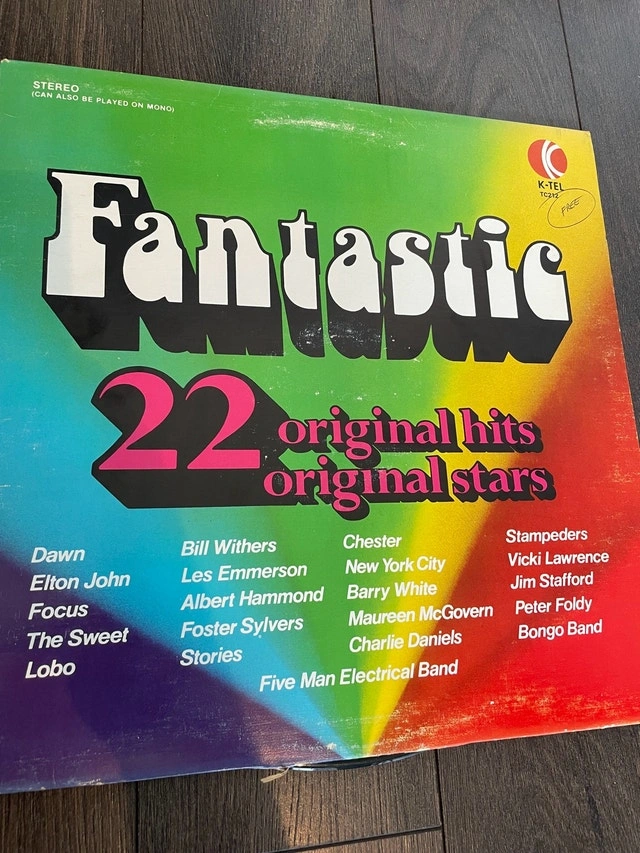 STEREO
(CAN ALSO BE PLAYED ON MONO)
K-TEL
TC212
FREE
Fantastic
22 original hits
original stars
Dawn
Elton John
Focus
The Sweet
Lobo
Bill Withers
Les Emmerson
Albert Hammond
Foster Sylvers
Stories
Chester
New York City
Barry White
Maureen McGovern
Charlie Daniels
Stampeders
Vicki Lawrence
Jim Stafford
Peter Foldy
Bongo Band
Five Man Electrical Band